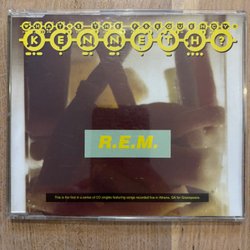 WHAT'S THE FREQUENCY
KENNETH?
R.E.M.
This is the first in a series of CD singles featuring songs recorded live in Athens, GA for Greenpeace